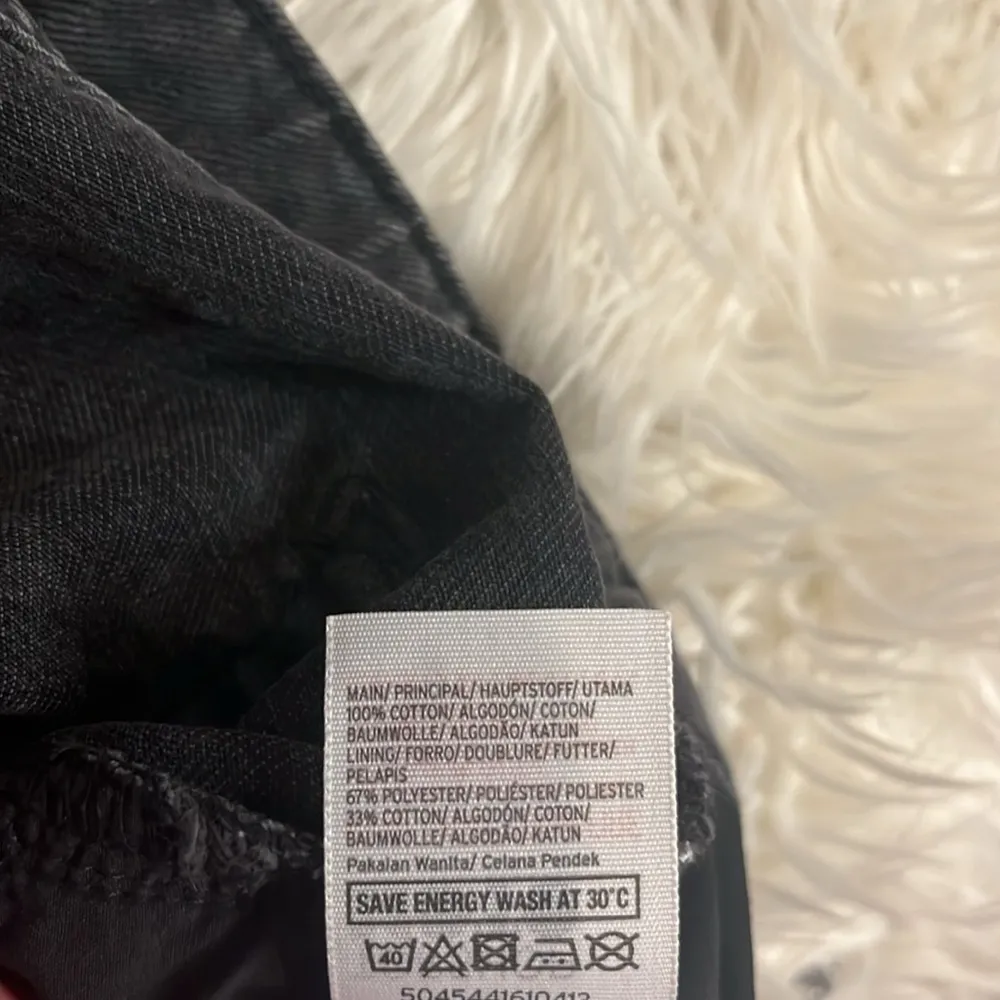 MAIN/ PRINCIPAL/ HAUPTSTOFF/ UTAMA
100% COTTON/ ALGODÓN/ COTON/
BAUMWOLLE/ ALGODÃO/ KATUN
LINING/ FORRO/ DOUBLURE/ FUTTER/
PELAPIS
67% POLYESTER/ POLIÉSTER/ POLIESTER
33% COTTON/ ALGODÓN/ COTON/
BAUMWOLLE/ ALGODÃO/ KATUN
Pakaian Wanita/ Celana Pendek
SAVE ENERGY WASH AT 30°C
40
5045441610412